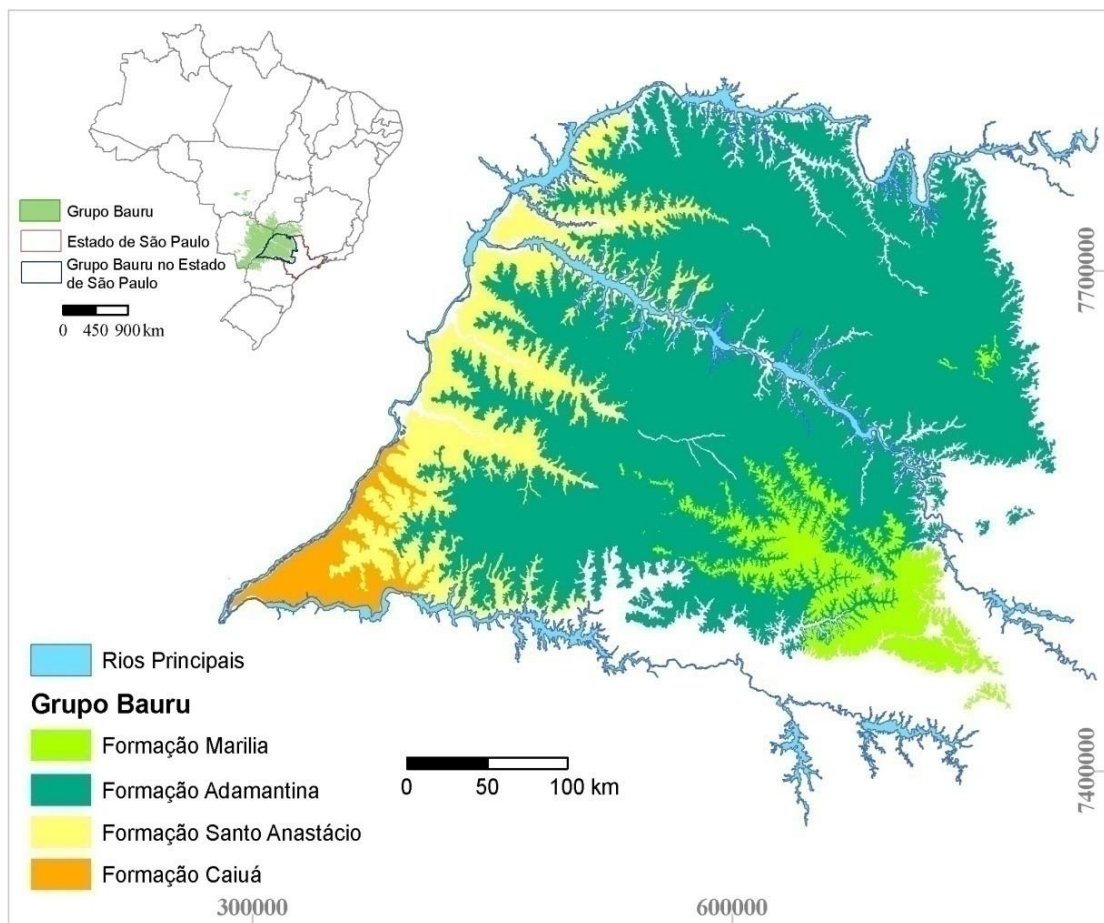 Grupo Bauru
Estado de São Paulo
Grupo Bauru no Estado
de São Paulo
0 450 900 km
7700000
Rios Principais
Grupo Bauru
Formação Marilia
Formação Adamantina
Formação Santo Anastácio
Formação Caiuá
0 50 100 km
7400000
300000 600000